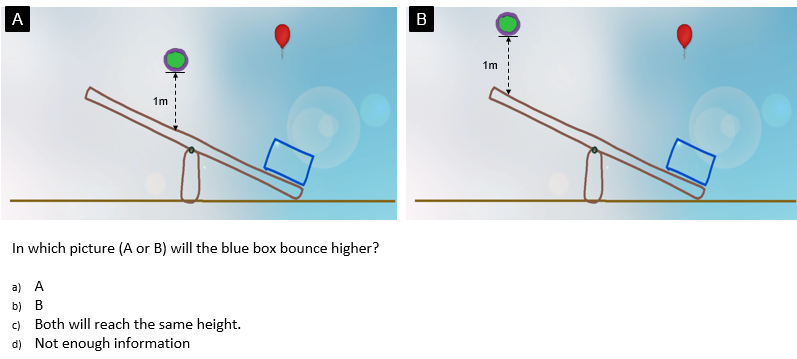 A
B
1m
1m
In which picture (A or B) will the blue box bounce higher?
a) A
b) B
c) Both will reach the same height.
d) Not enough information